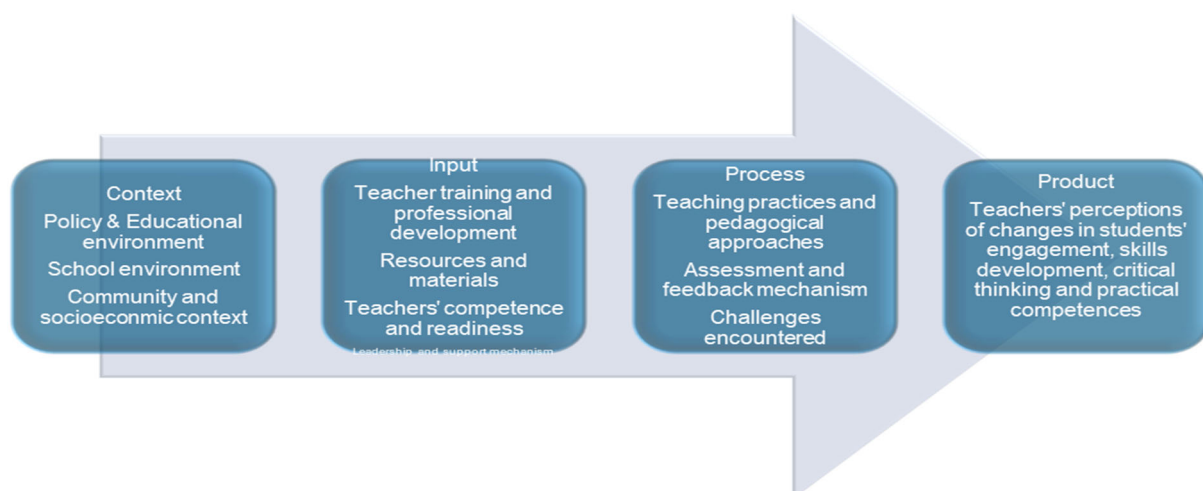 Context
Policy & Educational
environment
School environment
Community and
socioeconmic context
Input
Teacher training and
professional
development
Resources and
materials
Teachers' competence
and readiness
Leadership and support mechanism
Process
Teaching practices and
pedagogical
approaches
Assessment and
feedback mechanism
Challenges
encountered
Product
Teachers' perceptions
of changes in students'
engagement, skills
development, critical
thinking and practical
competences